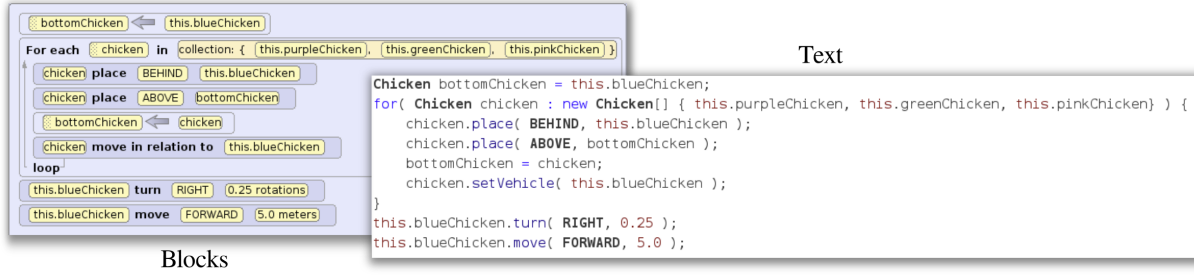 bottomChicken this.blueChicken
For each chicken in collection: { this.purpleChicken, this.greenChicken, this.pinkChicken }
chicken place BEHIND this.blueChicken
chicken place ABOVE bottomChicken
bottomChicken chicken
chicken move in relation to this.blueChicken
loop
this.blueChicken turn RIGHT 0.25 rotations
this.blueChicken move FORWARD 5.0 meters
Blocks
Text
Chicken bottomChicken = this.blueChicken;
for( Chicken chicken : new Chicken[] { this.purpleChicken, this.greenChicken, this.pinkChicken} ) {
chicken.place( BEHIND, this.blueChicken );
chicken.place( ABOVE, bottomChicken );
bottomChicken = chicken;
chicken.setVehicle( this.blueChicken );
}
this.blueChicken.turn( RIGHT, 0.25 );
this.blueChicken.move( FORWARD, 5.0 );